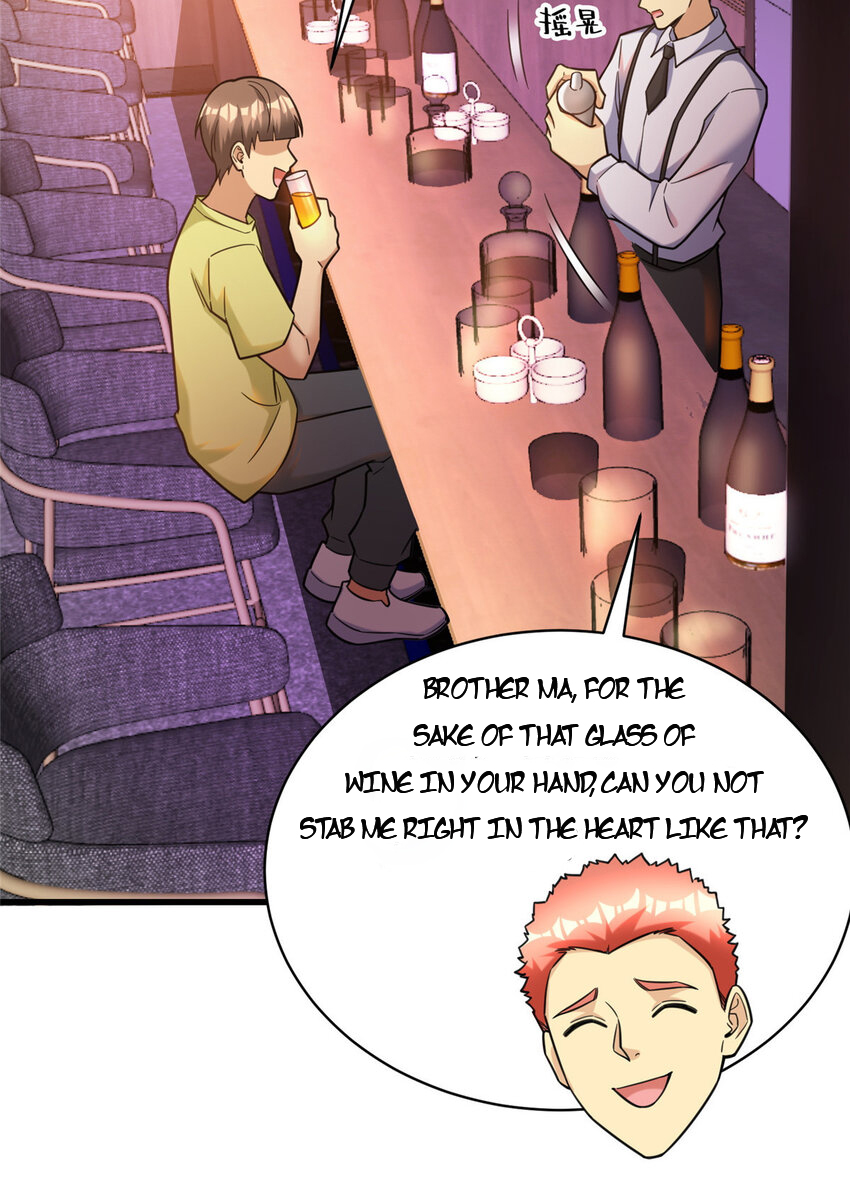 摇晃
BROTHER MA, FOR THE
SAKE OF THAT GLASS OF
WINE IN YOUR HAND, CAN YOU NOT
STAB ME RIGHT IN THE HEART LIKE THAT?